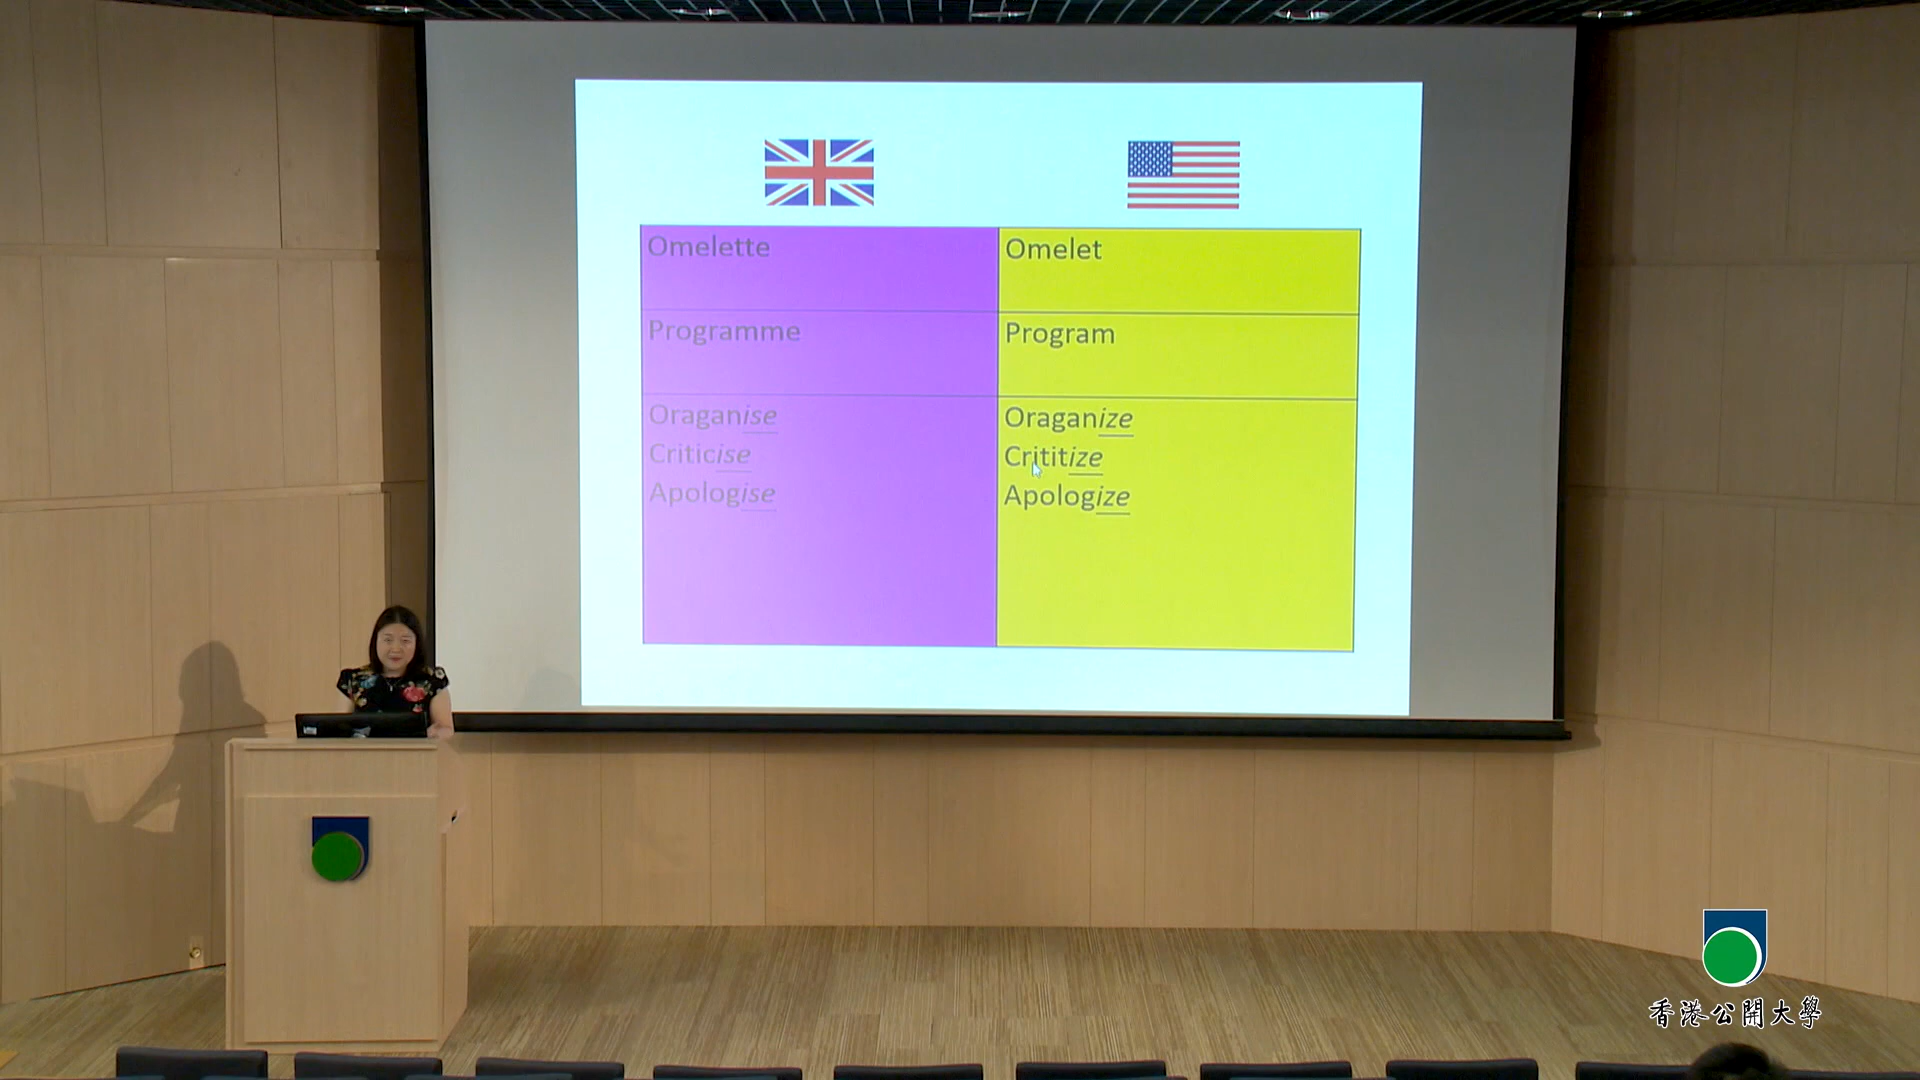 Omelette
Omelet
Programme
Program
Oraganise
Criticise
Apologise
Oraganize
Crititize
Apologize
香港公開大學